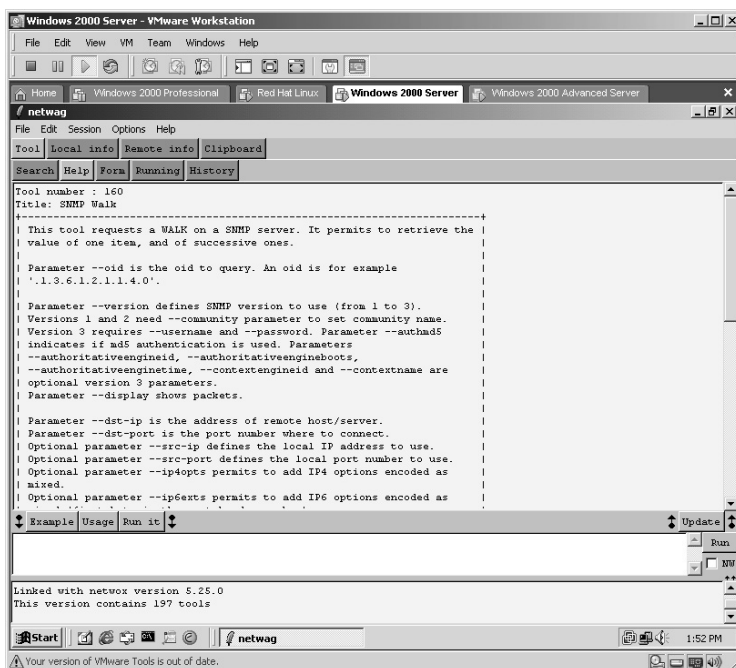 Windows 2000 Server - VMware Workstation
File Edit View VM Team Windows Help
Home Windows 2000 Professional Red Hat Linux Windows 2000 Server Windows 2000 Advanced Server
netwag
File Edit Session Options Help
Tool Local info Remote info Clipboard
Search Help Form Running History
Tool number : 160
Title: SNMP Walk
+------------------------------------------------------------------+
| This tool requests a WALK on a SNMP server. It permits to retrieve the |
| value of one item, and of successive ones. |
| |
| Parameter --oid is the oid to query. An oid is for example |
| '.1.3.6.1.2.1.1.4.0'. |
| |
| Parameter --version defines SNMP version to use (from 1 to 3). |
| Versions 1 and 2 need --community parameter to set community name. |
| Version 3 requires --username and --password. Parameter --authmd5 |
| indicates if md5 authentication is used. Parameters |
| --authoritativeengineid, --authoritativeengineboots, |
| --authoritativeenginetime, --contextengineid and --contextname are |
| optional version 3 parameters. |
| Parameter --display shows packets. |
| |
| Parameter --dst-ip is the address of remote host/server. |
| Parameter --dst-port is the port number where to connect. |
| Optional parameter --src-ip defines the local IP address to use. |
| Optional parameter --src-port defines the local port number to use. |
| Optional parameter --ip4opts permits to add IP4 options encoded as |
| mixed. |
| Optional parameter --ip6exts permits to add IP6 options encoded as |
Example Usage Run it Update
Run
NW
Linked with netwox version 5.25.0
This version contains 197 tools
Start netwag 1:52 PM
Your version of VMware Tools is out of date.